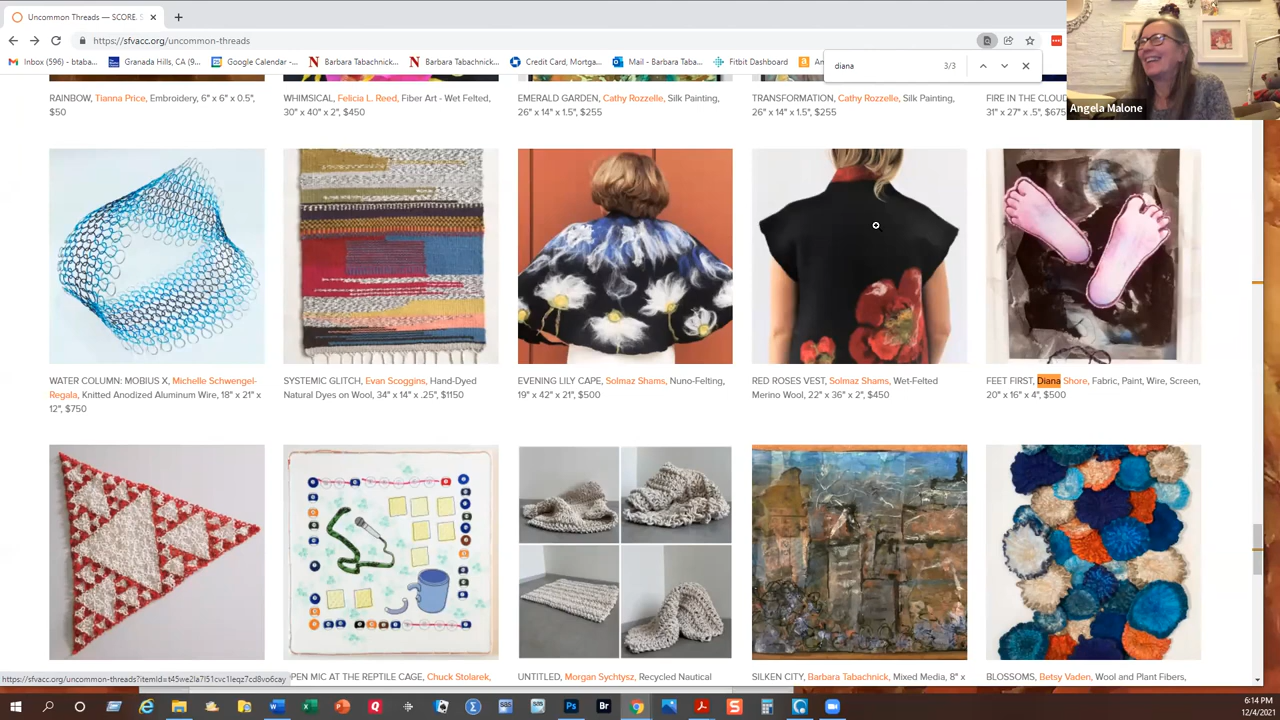 Uncommon Threads — SCORE. S
https://sfvacc.org/uncommon-threads
Inbox (596) - btaba...
Granada Hills, CA (9...
Google Calendar -...
Barbara Tabachnick...
Barbara Tabachnick...
Credit Card, Mortga...
Mail - Barbara Taba...
Fitbit Dashboard
diana
3/3
Angela Malone
RAINBOW, Tianna Price, Embroidery, 6" x 6" x 0.5",
$50
WHIMSICAL, Felicia L. Reed, Fiber Art - Wet Felted,
30" x 40" x 2", $450
EMERALD GARDEN, Cathy Rozzelle, Silk Painting,
26" x 14" x 1.5", $255
TRANSFORMATION, Cathy Rozzelle, Silk Painting,
26" x 14" x 1.5", $255
FIRE IN THE CLOUD
31" x 27" x .5", $675
WATER COLUMN: MOBIUS X, Michelle Schwengel-
Regala, Knitted Anodized Aluminum Wire, 18" x 21" x
12", $750
SYSTEMIC GLITCH, Evan Scoggins, Hand-Dyed
Natural Dyes on Wool, 34" x 14" x .25", $1150
EVENING LILY CAPE, Solmaz Shams, Nuno-Felting,
19" x 42" x 21", $500
RED ROSES VEST, Solmaz Shams, Wet-Felted
Merino Wool, 22" x 36" x 2", $450
FEET FIRST, Diana Shore, Fabric, Paint, Wire, Screen,
20" x 16" x 4", $500
PEN MIC AT THE REPTILE CAGE, Chuck Stolarek,
UNTITLED, Morgan Sychtysz, Recycled Nautical
SILKEN CITY, Barbara Tabachnick, Mixed Media, 8" x
BLOSSOMS, Betsy Vaden, Wool and Plant Fibers,
6:14 PM
12/4/2021